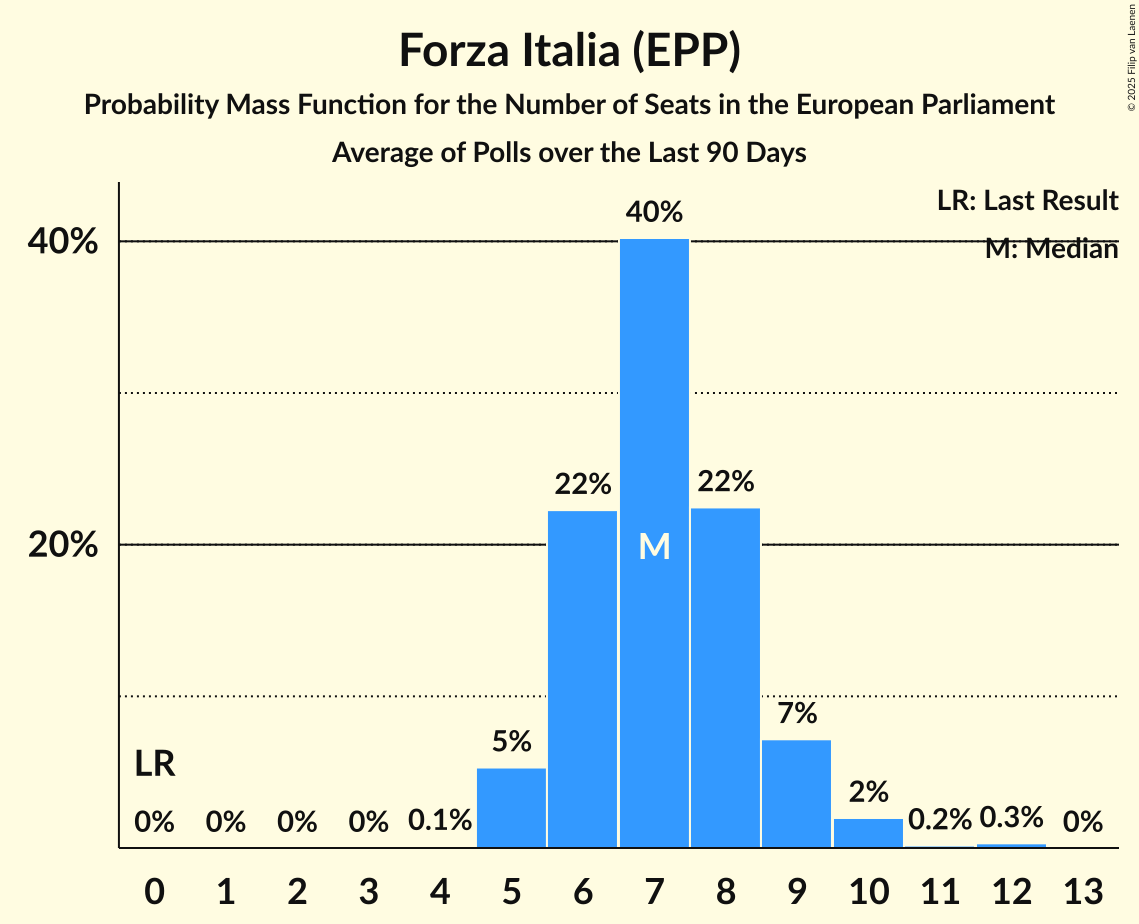 Forza Italia (EPP)
Probability Mass Function for the Number of Seats in the European Parliament
Average of Polls over the Last 90 Days
© 2025 Filip van Laenen
LR: Last Result
M: Median
40%
20%
40%
22%
22%
M
7%
5%
LR
2%
0%
0%
0%
0%
0.1%
0.2%
0.3%
0%
0 1 2 3 4 5 6 7 8 9 10 11 12 13